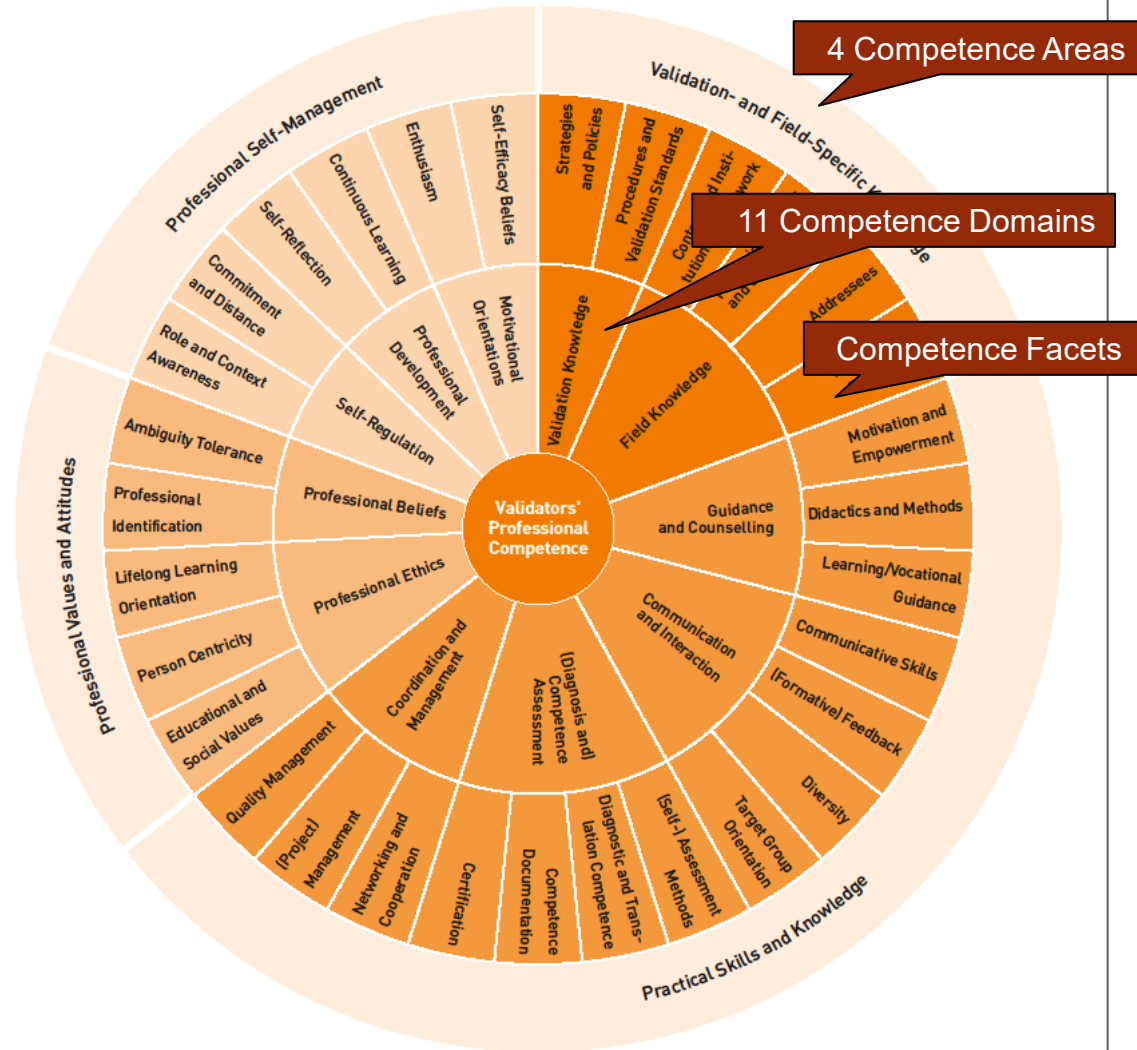 4 Competence Areas
11 Competence Domains
Competence Facets
Validators'
Professional
Competence
Validation- and Field-Specific
Validation Knowledge
Strategies
and Policies
Procedures and
Validation Standards
Field Knowledge
Addressees
Practical Skills and Knowledge
Guidance
and Counselling
Motivation and
Empowerment
Didactics and Methods
Learning/Vocational
Guidance
Communication
and Interaction
Communicative Skills
(Formative) Feedback
Diversity
Target Group
Orientation
(Diagnosis and)
Competence
Assessment
(Self-) Assessment
Methods
Diagnostic and Trans-
lation Competence
Competence
Documentation
Certification
Coordination and
Management
Networking and
Cooperation
(Project)
Management
Quality Management
Professional Values and Attitudes
Professional Ethics
Educational and
Social Values
Person Centricity
Lifelong Learning
Orientation
Professional Beliefs
Professional
Identification
Ambiguity Tolerance
Professional Self-Management
Self-Regulation
Role and Context
Awareness
Commitment
and Distance
Self-Reflection
Professional
Development
Continuous Learning
Motivational
Orientations
Enthusiasm
Self-Efficacy Beliefs